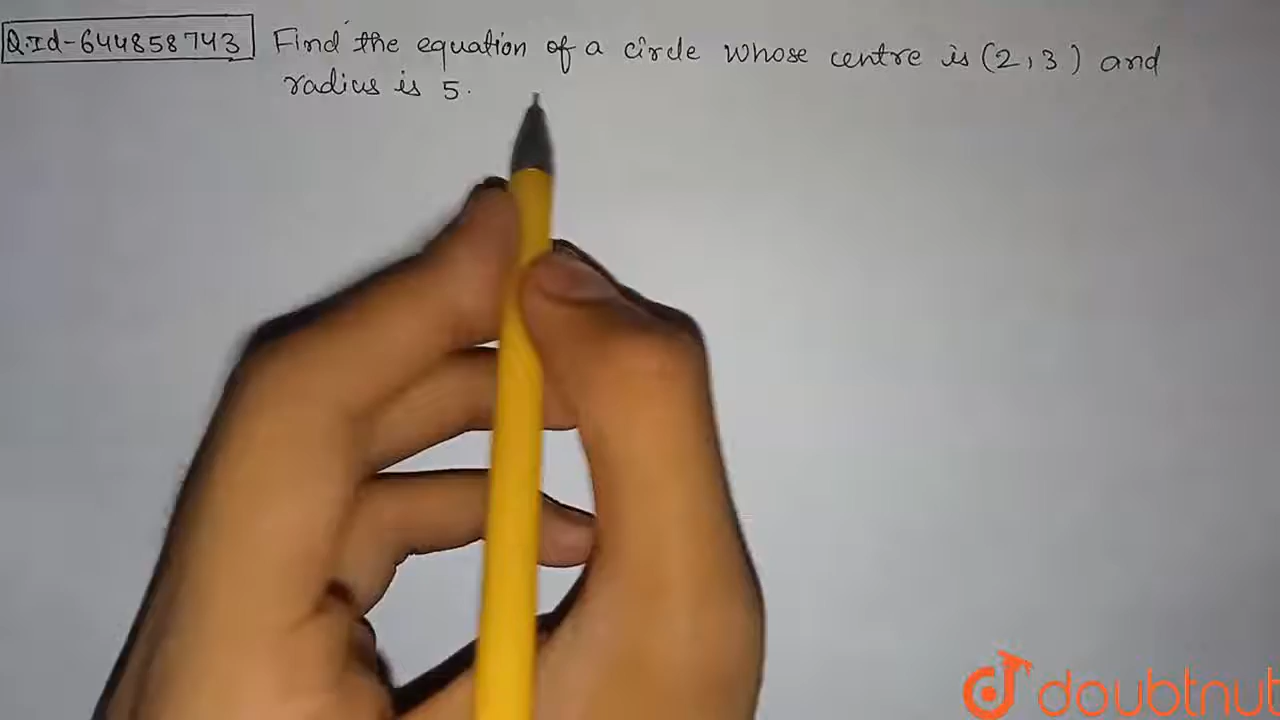 Q.Id-644858743 Find the equation of a circle whose centre is (2,3) and
radius is 5.
doubtnut